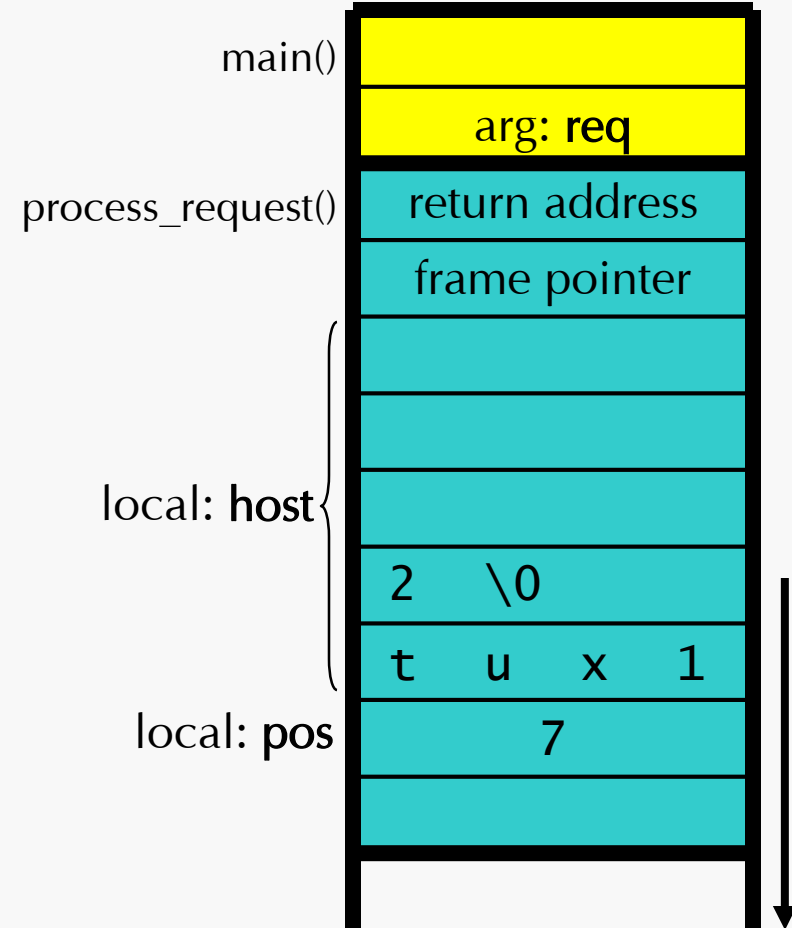 main()
arg: req
process_request() return address
frame pointer
local: host
2 \0
t u x 1
local: pos 7